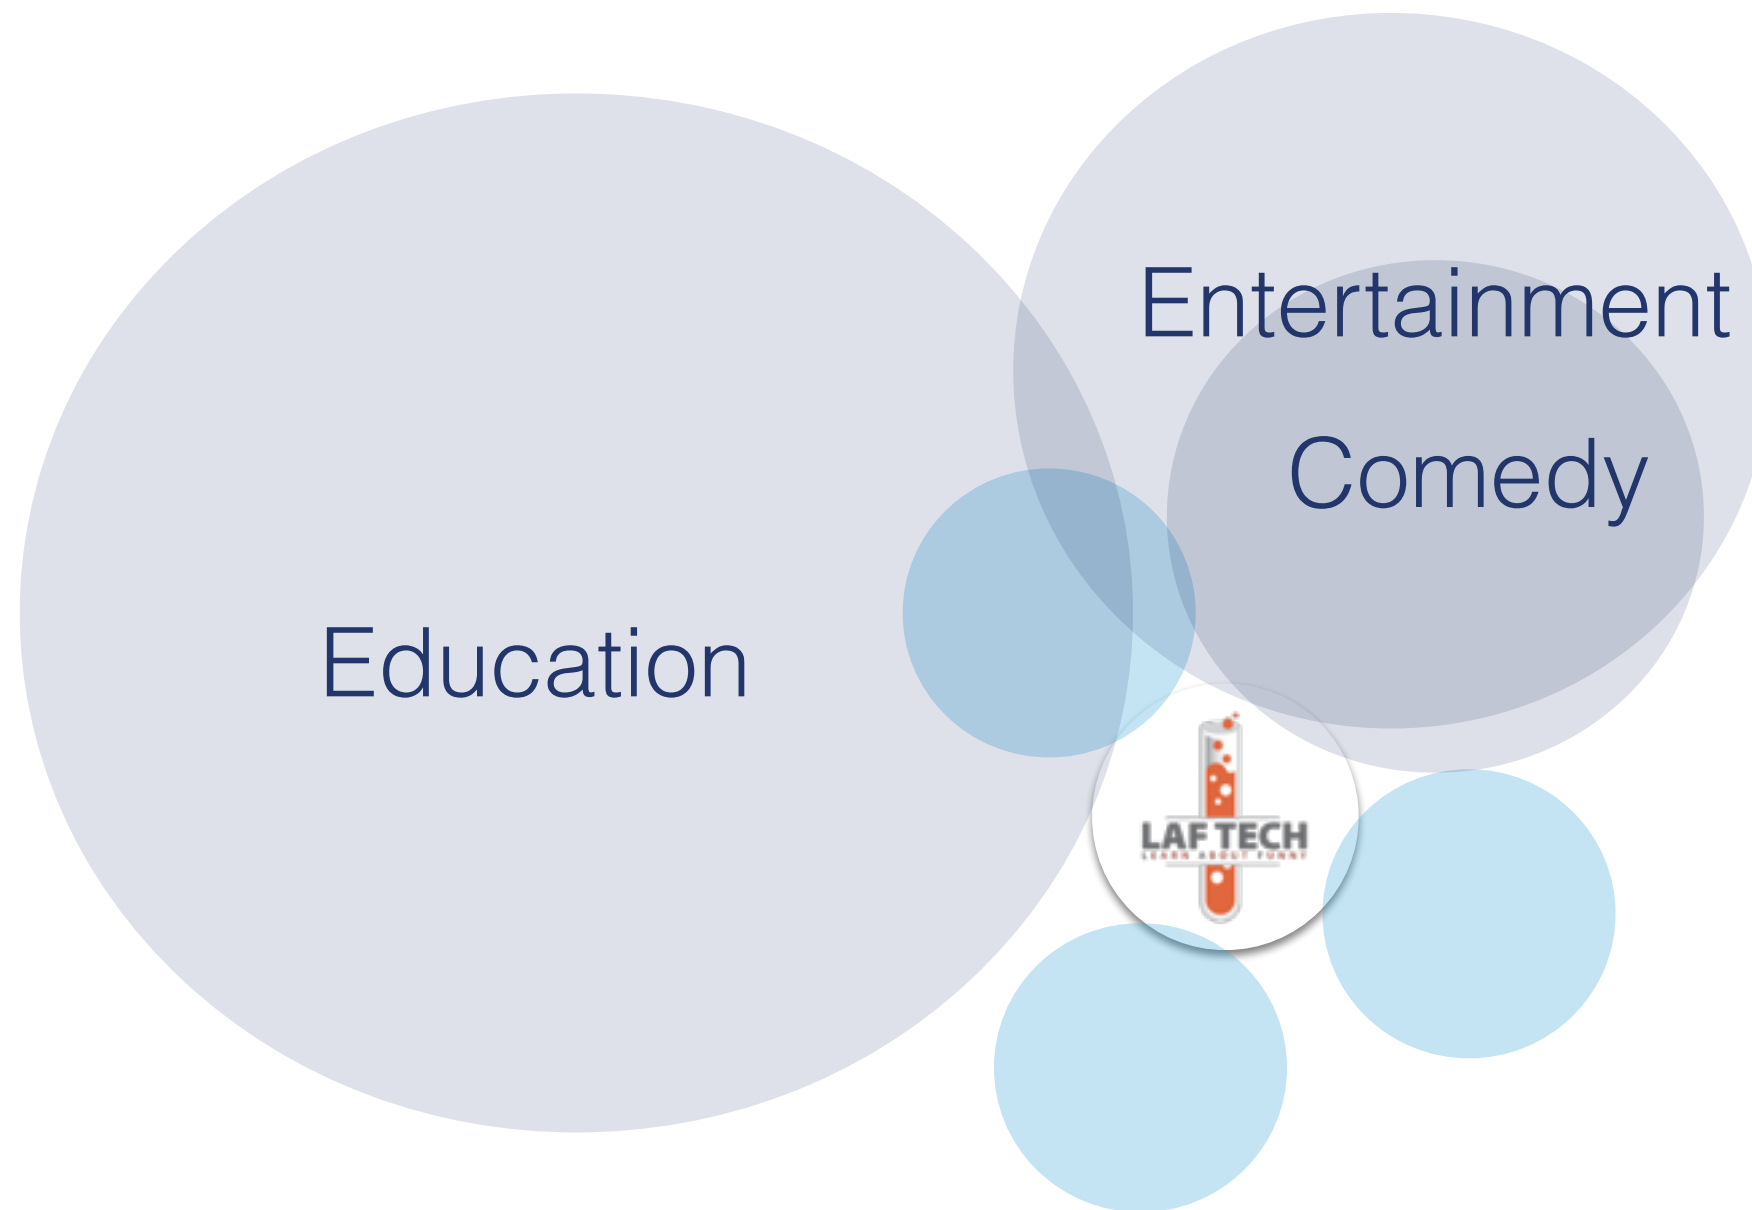 Entertainment
Comedy
Education
LAF TECH
LEARN ABOUT FUNNY